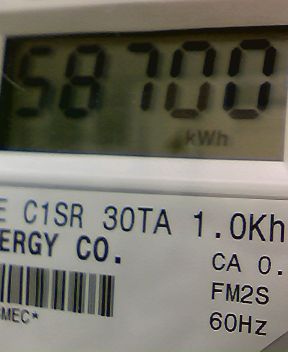 58700
kWh
E C1SR 30TA 1.0Kh
ERGY CO.
CA 0.
FM2S
MEC*
60Hz